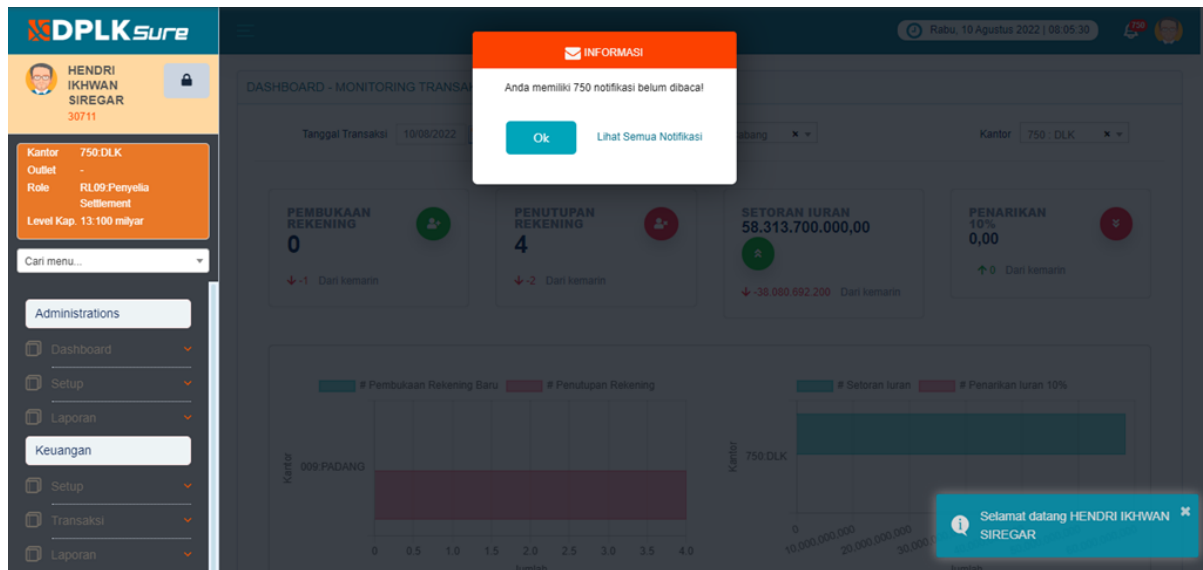 DPLKSure
HENDRI
IKHWAN
SIREGAR
30711
Kantor 750:DLK
Outlet -
Role RL09:Penyelia
Settlement
Level Kap. 13:100 milyar
Cari menu...
Administrations
Dashboard
Setup
Laporan
Keuangan
Setup
Transaksi
Laporan
Rabu, 10 Agustus 2022 | 08:05:30
750
INFORMASI
Anda memiliki 750 notifikasi belum dibaca!
Ok Lihat Semua Notifikasi
DASHBOARD - MONITORING TRANSA
Tanggal Transaksi 10/08/2022
abang
Kantor 750 : DLK
PEMBUKAAN
REKENING
0
-1 Dari kemarin
PENUTUPAN
REKENING
4
-2 Dari kemarin
SETORAN IURAN
58.313.700.000,00
-38.080.692.200 Dari kemarin
PENARIKAN
10%
0,00
0 Dari kemarin
# Pembukaan Rekening Baru # Penutupan Rekening
Kantor
009:PADANG
0 0.5 1.0 1.5 2.0 2.5 3.0 3.5 4.0
Jumlah
# Setoran Iuran # Penarikan Iuran 10%
Kantor
750:DLK
0 10,000,000,000 20,000,000,000
Jumlah
Selamat datang HENDRI IKHWAN
SIREGAR